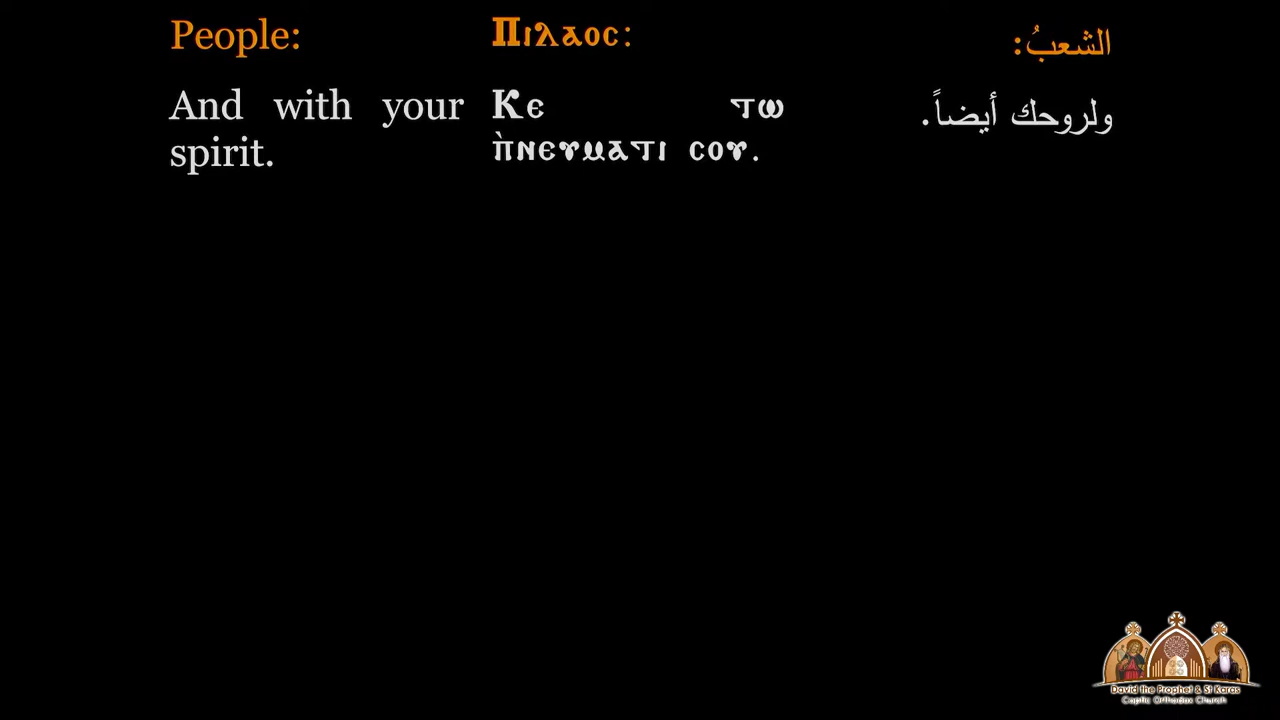 People:
And with your
spirit.
Ⲡⲓⲗⲁⲟⲥ:
Ⲕⲉ ⲧⲱ
ⲡ̀ⲛⲉⲩⲙⲁⲧⲓ ⲥⲟⲩ.
الشعبُ:
ولروحك أيضاً.
David the Prophet & St Karas
Coptic Orthodox Church